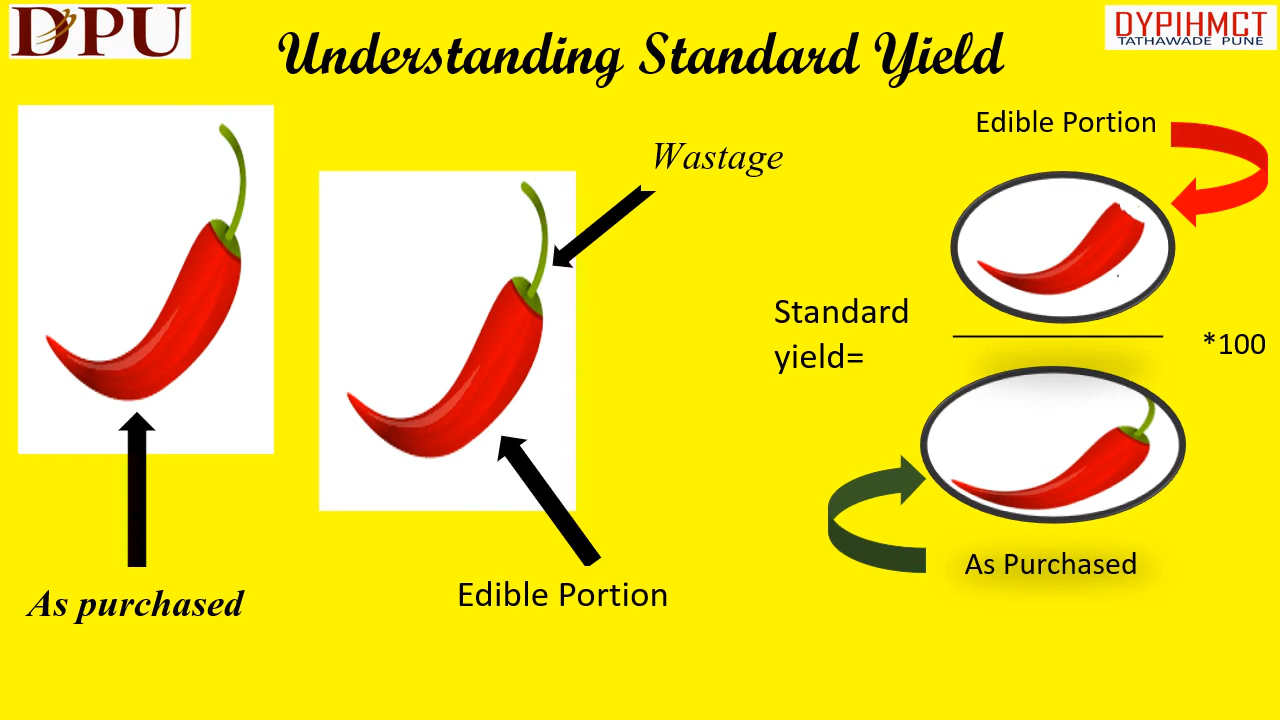 DPU
Understanding Standard Yield
DYPIHMCT
TATHAWADE PUNE
Wastage
Edible Portion
Standard
yield=
*100
As Purchased
As purchased
Edible Portion